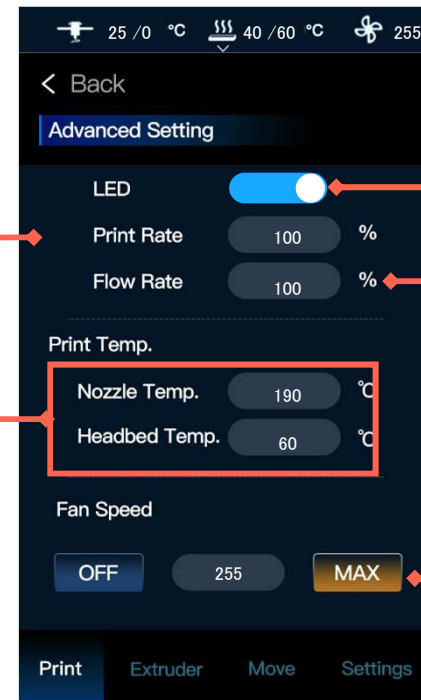 25 /0 °C 40 /60 °C 255
Back
Advanced Setting
LED
Print Rate 100 %
Flow Rate 100 %
Print Temp.
Nozzle Temp. 190 °C
Headbed Temp. 60 °C
Fan Speed
OFF 255 MAX
Print Extruder Move Settings